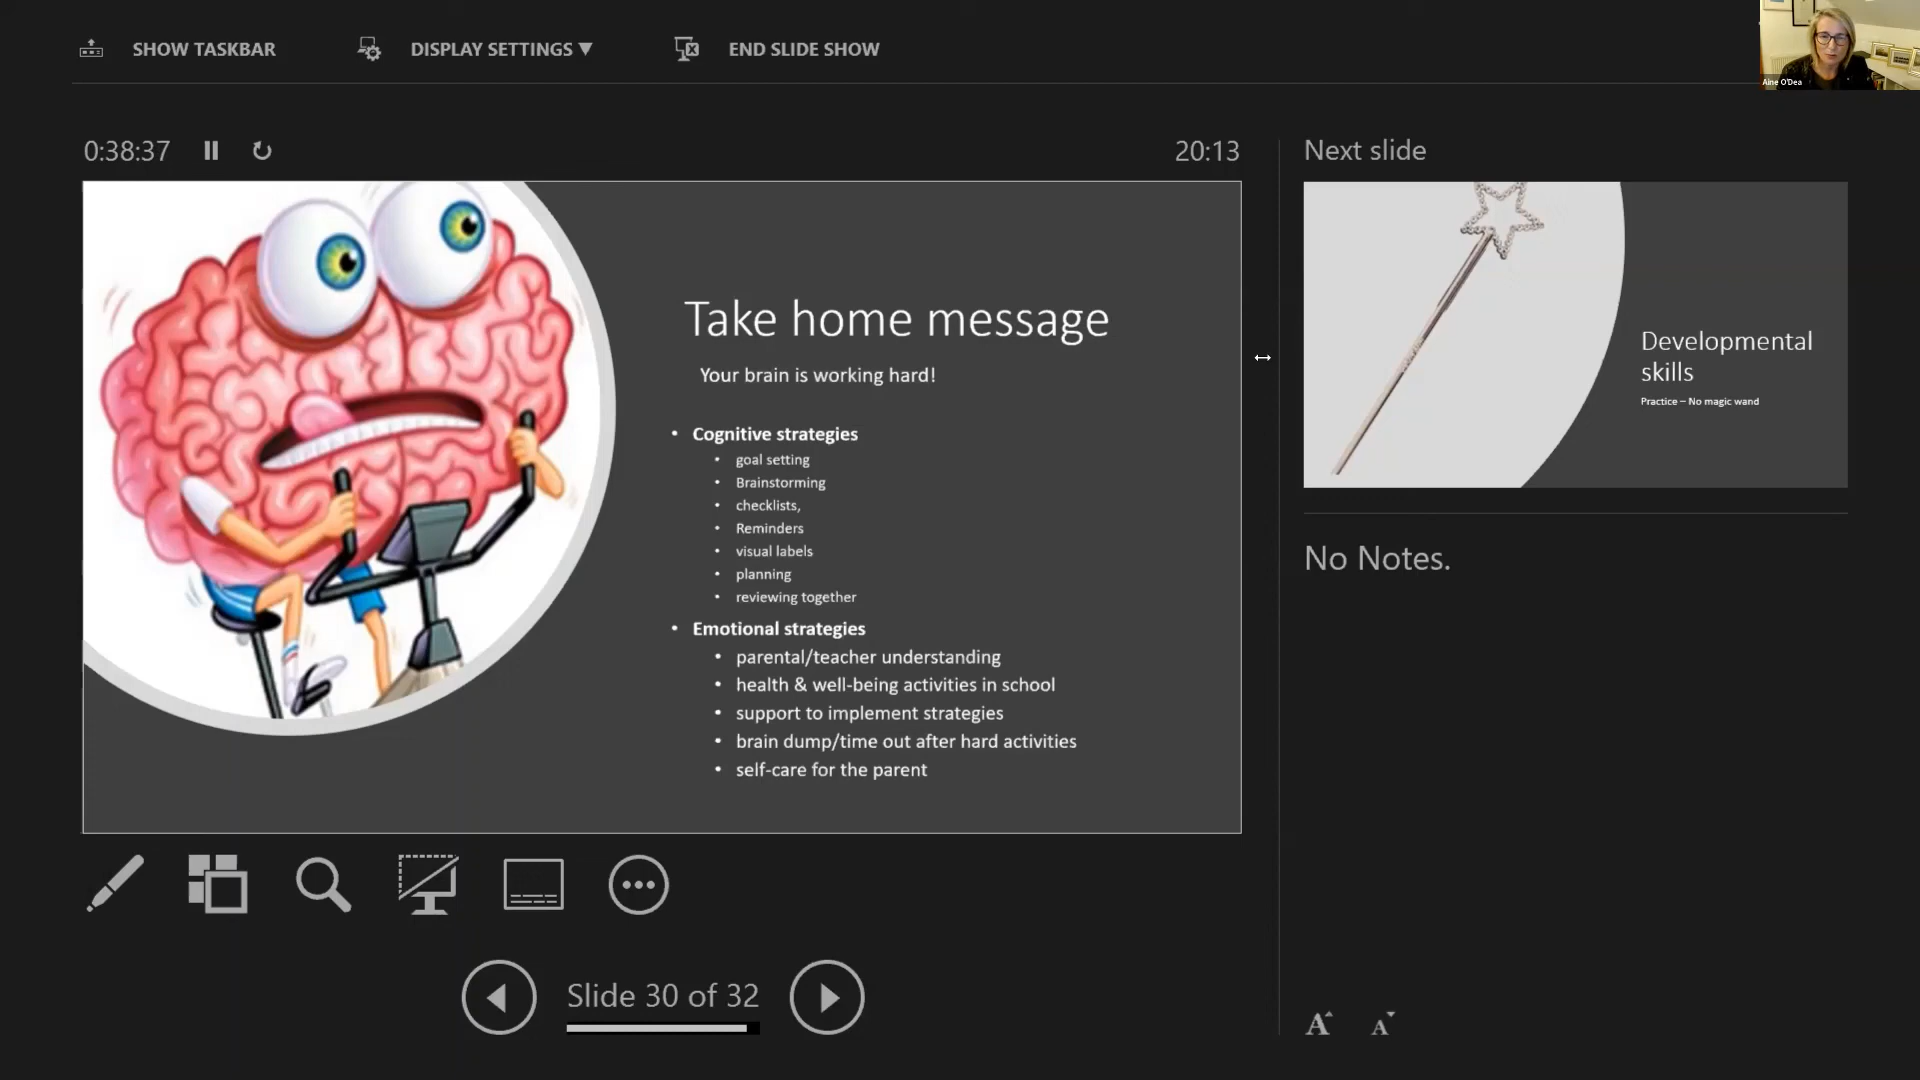 SHOW TASKBAR
DISPLAY SETTINGS ▼
END SLIDE SHOW
Aine O'Dea
0:38:37
20:13
Next slide
Take home message
Your brain is working hard!
• Cognitive strategies
• goal setting
• Brainstorming
• checklists,
• Reminders
• visual labels
• planning
• reviewing together
• Emotional strategies
• parental/teacher understanding
• health & well-being activities in school
• support to implement strategies
• brain dump/time out after hard activities
• self-care for the parent
Developmental
skills
Practice – No magic wand
No Notes.
Slide 30 of 32
A A